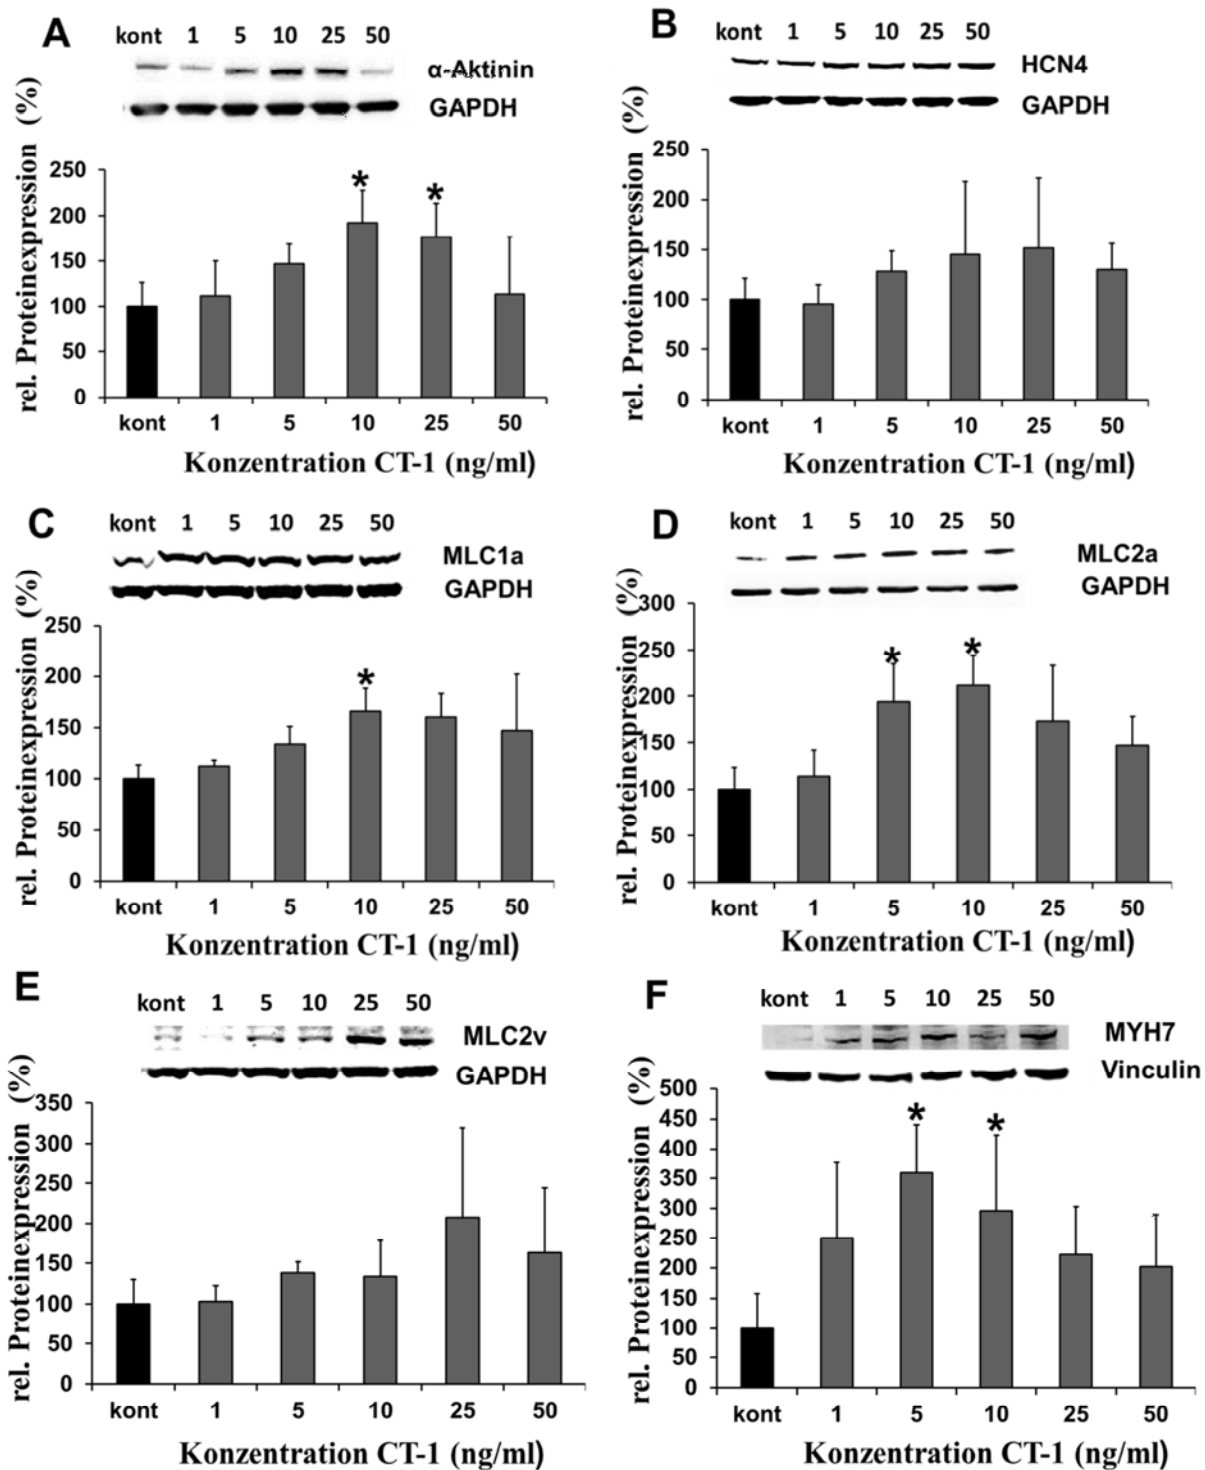 A
kont 1 5 10 25 50
α-Aktinin
GAPDH
rel. Proteinexpression (%)
250
200
150
100
50
0
* *
kont 1 5 10 25 50
Konzentration CT-1 (ng/ml)
B
kont 1 5 10 25 50
HCN4
GAPDH
rel. Proteinexpression (%)
250
200
150
100
50
0
kont 1 5 10 25 50
Konzentration CT-1 (ng/ml)
C
kont 1 5 10 25 50
MLC1a
GAPDH
rel. Proteinexpression (%)
250
200
150
100
50
0
*
kont 1 5 10 25 50
Konzentration CT-1 (ng/ml)
D
kont 1 5 10 25 50
MLC2a
GAPDH
rel. Proteinexpression (%)
300
250
200
150
100
50
0
* *
kont 1 5 10 25 50
Konzentration CT-1 (ng/ml)
E
kont 1 5 10 25 50
MLC2v
GAPDH
rel. Proteinexpression (%)
350
300
250
200
150
100
50
0
kont 1 5 10 25 50
Konzentration CT-1 (ng/ml)
F
kont 1 5 10 25 50
MYH7
Vinculin
rel. Proteinexpression (%)
500
450
400
350
300
250
200
150
100
50
0
* *
kont 1 5 10 25 50
Konzentration CT-1 (ng/ml)